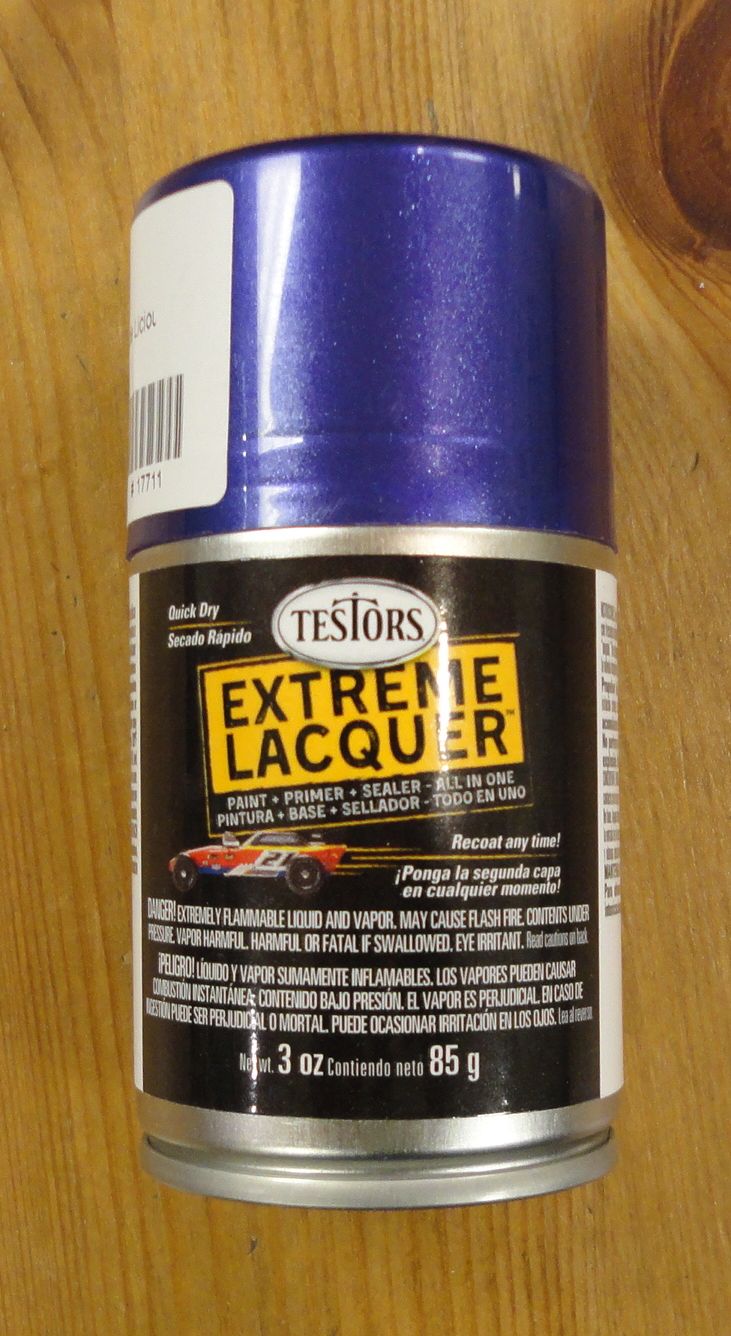 Liciou
# 17711
Quick Dry
Secado Rápido
TESTORS
EXTREME
LACQUER™
PAINT + PRIMER + SEALER - ALL IN ONE
PINTURA + BASE + SELLADOR - TODO EN UNO
21
Recoat any time!
¡Ponga la segunda capa
en cualquier momento!
DANGER! EXTREMELY FLAMMABLE LIQUID AND VAPOR. MAY CAUSE FLASH FIRE. CONTENTS UNDER
PRESSURE. VAPOR HARMFUL. HARMFUL OR FATAL IF SWALLOWED. EYE IRRITANT. Read cautions on back.
¡PELIGRO! LÍQUIDO Y VAPOR SUMAMENTE INFLAMABLES. LOS VAPORES PUEDEN CAUSAR
COMBUSTIÓN INSTANTÁNEA. CONTENIDO BAJO PRESIÓN. EL VAPOR ES PERJUDICIAL. EN CASO DE
INGESTIÓN PUEDE SER PERJUDICIAL O MORTAL. PUEDE OCASIONAR IRRITACIÓN EN LOS OJOS. Lea al reverso.
Net wt. 3 oz Contiendo neto 85 g